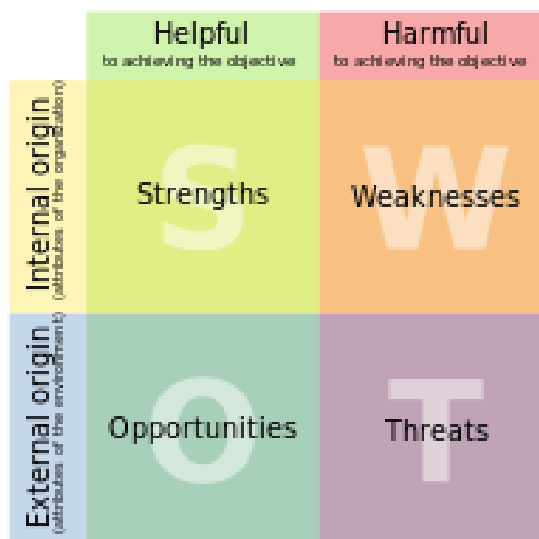 Helpful
to achieving the objective
Harmful
to achieving the objective
Internal origin
(attributes of the organization)
S
Strengths
W
Weaknesses
External origin
(attributes of the environment)
O
Opportunities
T
Threats